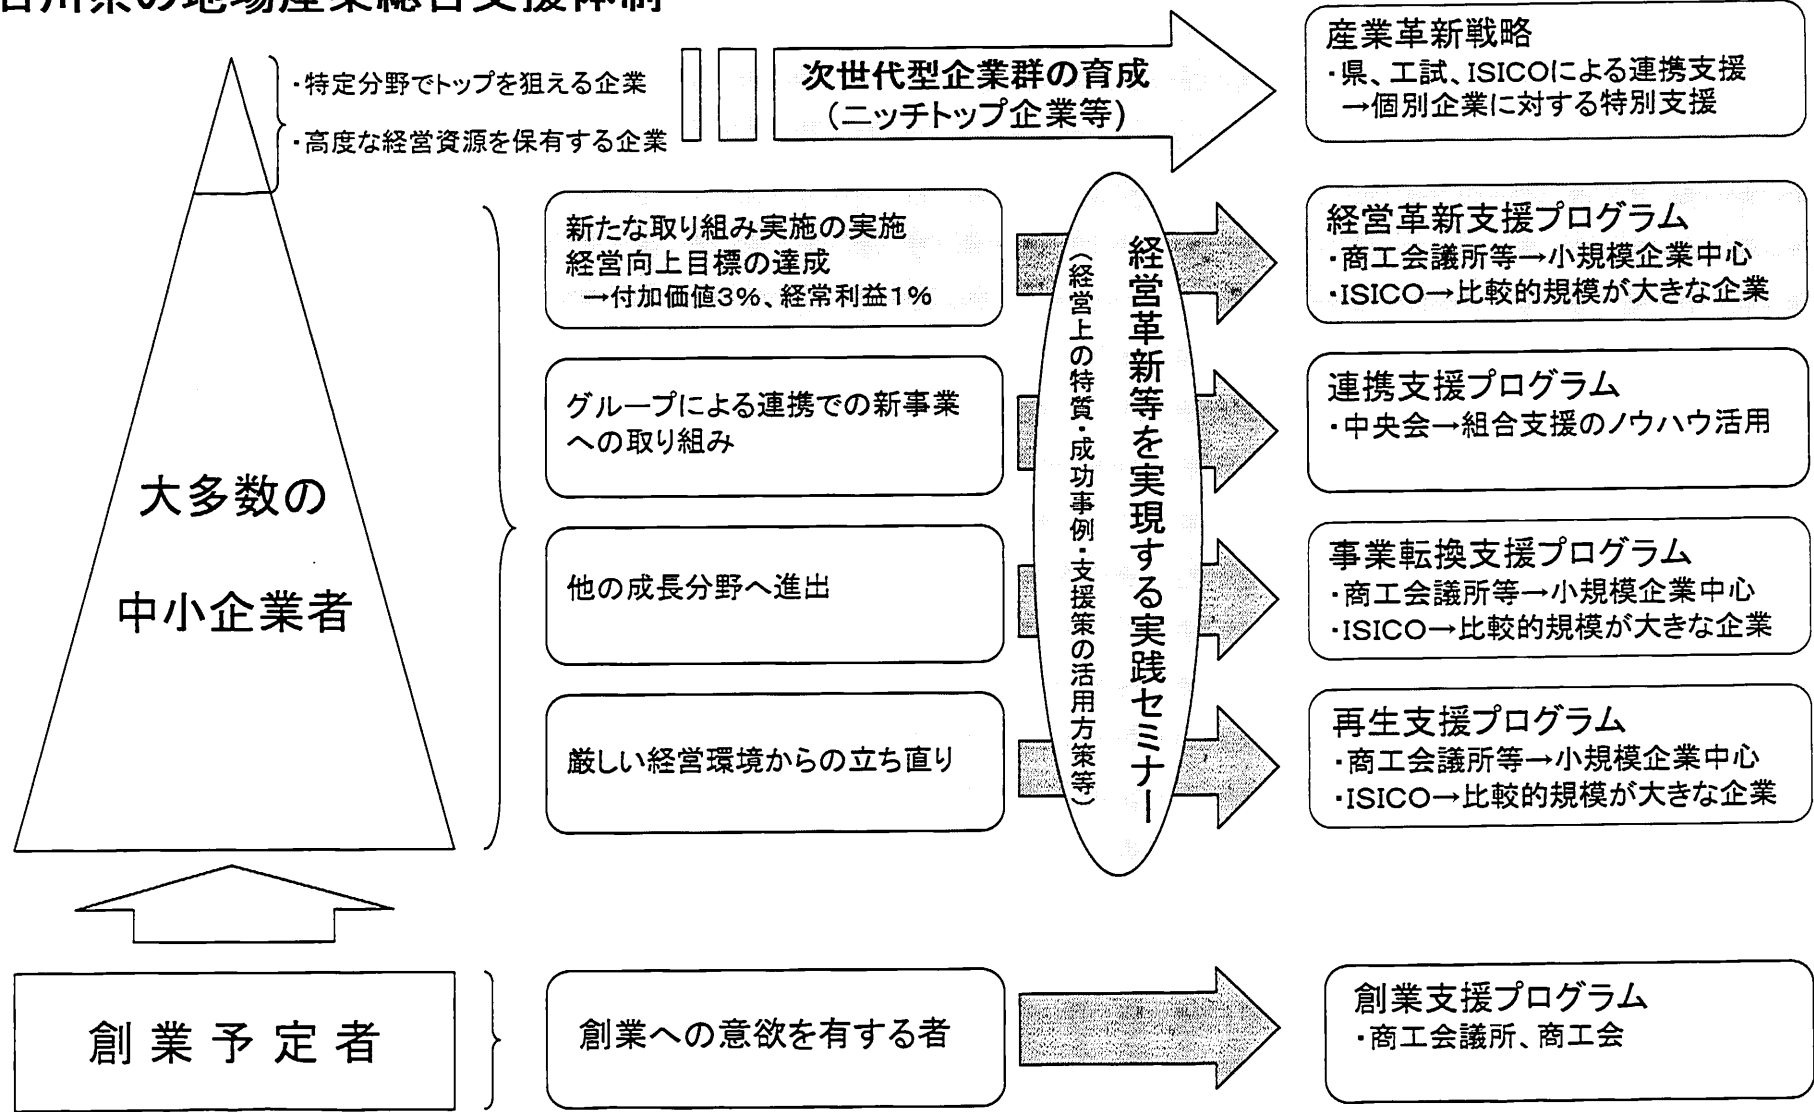 石川県の地場産業総合支援体制
・特定分野でトップを狙える企業
・高度な経営資源を保有する企業
次世代型企業群の育成
(ニッチトップ企業等)
産業革新戦略
・県、工試、ISICOによる連携支援
→個別企業に対する特別支援
大多数の
中小企業者
新たな取り組み実施の実施
経営向上目標の達成
→付加価値3%、経常利益1%
グループによる連携での新事業
への取り組み
他の成長分野へ進出
厳しい経営環境からの立ち直り
経営革新等を実現する実践セミナー
(経営上の特質・成功事例・支援策の活用方策等)
経営革新支援プログラム
・商工会議所等→小規模企業中心
・ISICO→比較的規模が大きな企業
連携支援プログラム
・中央会→組合支援のノウハウ活用
事業転換支援プログラム
・商工会議所等→小規模企業中心
・ISICO→比較的規模が大きな企業
再生支援プログラム
・商工会議所等→小規模企業中心
・ISICO→比較的規模が大きな企業
創業予定者
創業への意欲を有する者
創業支援プログラム
・商工会議所、商工会